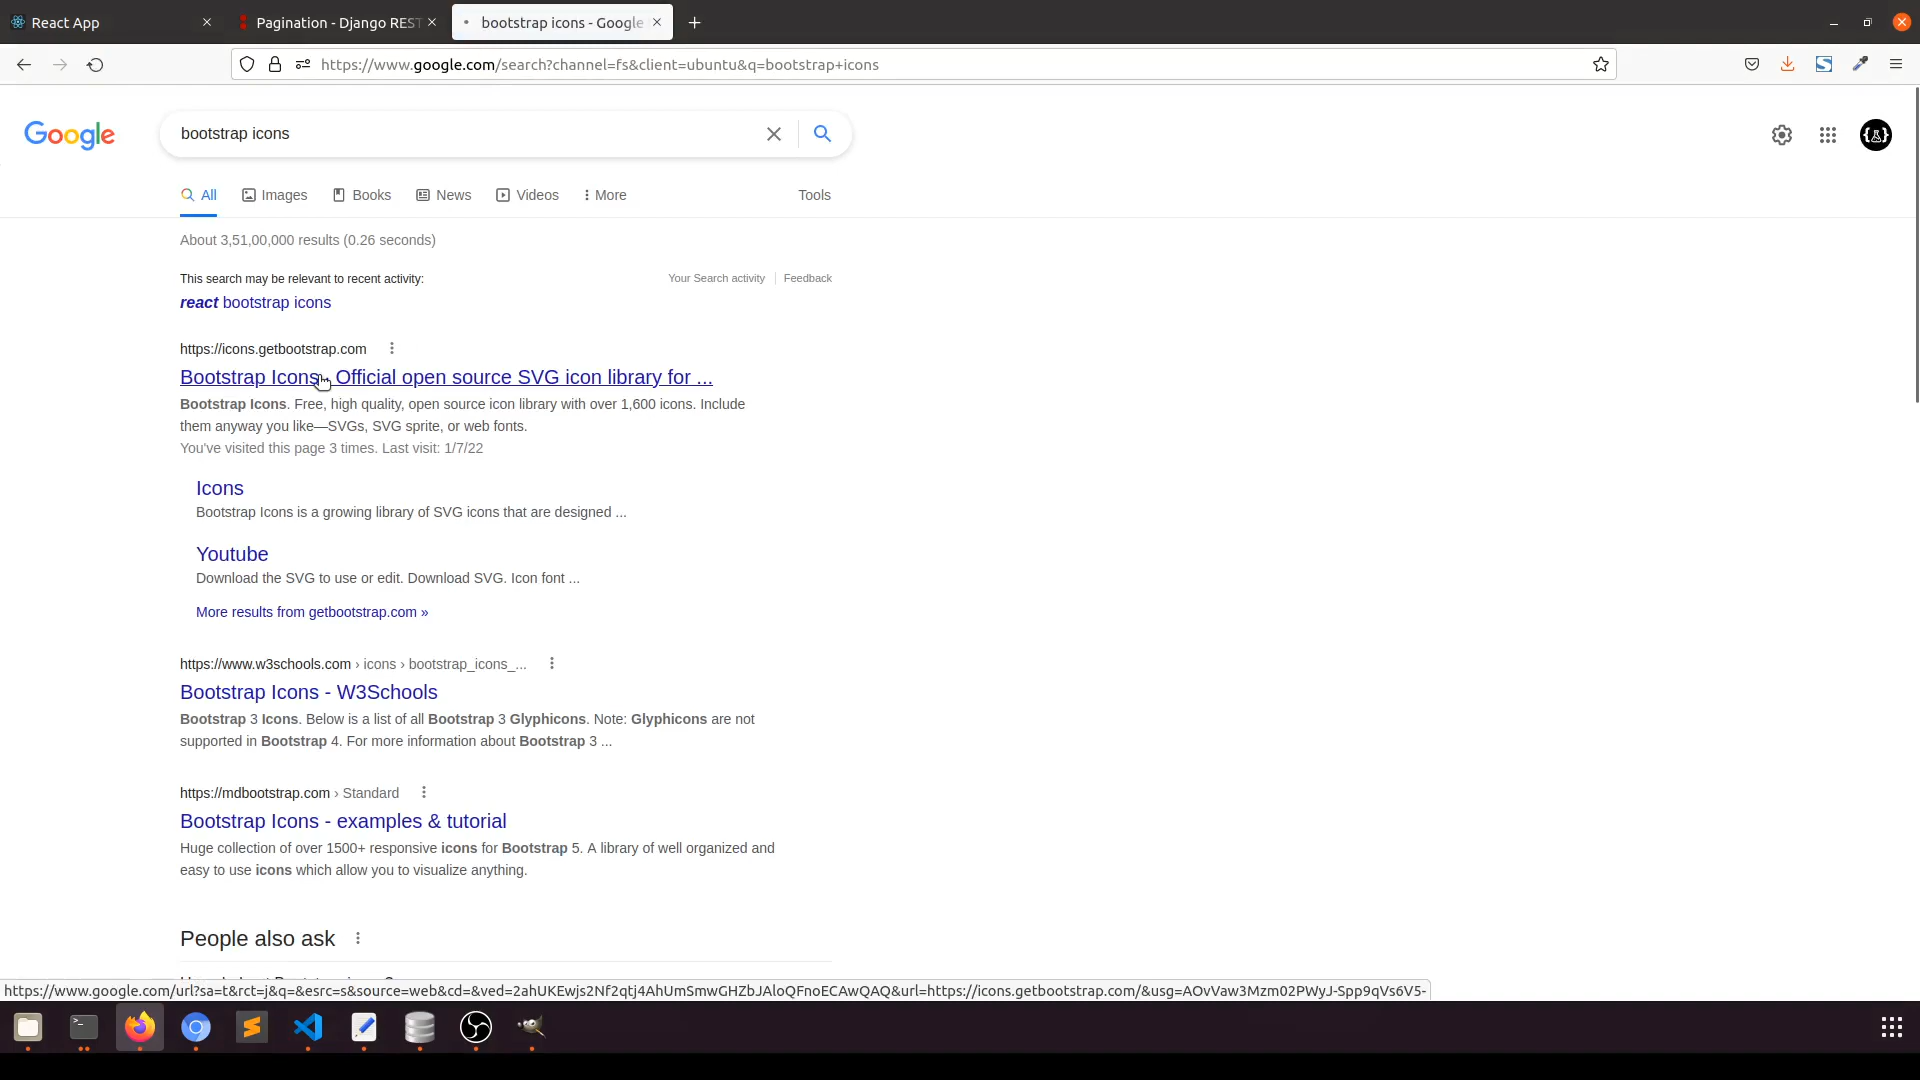 React App
Pagination - Django REST
bootstrap icons - Google
https://www.google.com/search?channel=fs&client=ubuntu&q=bootstrap+icons
Google
bootstrap icons
All
Images
Books
News
Videos
More
Tools
About 3,51,00,000 results (0.26 seconds)
This search may be relevant to recent activity:
Your Search activity
Feedback
react bootstrap icons
https://icons.getbootstrap.com
Bootstrap Icons · Official open source SVG icon library for ...
Bootstrap Icons. Free, high quality, open source icon library with over 1,600 icons. Include
them anyway you like—SVGs, SVG sprite, or web fonts.
You've visited this page 3 times. Last visit: 1/7/22
Icons
Bootstrap Icons is a growing library of SVG icons that are designed ...
Youtube
Download the SVG to use or edit. Download SVG. Icon font ...
More results from getbootstrap.com »
https://www.w3schools.com › icons › bootstrap_icons_...
Bootstrap Icons - W3Schools
Bootstrap 3 Icons. Below is a list of all Bootstrap 3 Glyphicons. Note: Glyphicons are not
supported in Bootstrap 4. For more information about Bootstrap 3 ...
https://mdbootstrap.com › Standard
Bootstrap Icons - examples & tutorial
Huge collection of over 1500+ responsive icons for Bootstrap 5. A library of well organized and
easy to use icons which allow you to visualize anything.
People also ask
https://www.google.com/url?sa=t&rct=j&q=&esrc=s&source=web&cd=&ved=2ahUKEwjs2Nf2qtj4AhUmSmwGHZbJAloQFnoECAwQAQ&url=https://icons.getbootstrap.com/&usg=AOvVaw3Mzm02PWyJ-Spp9qVs6V5-